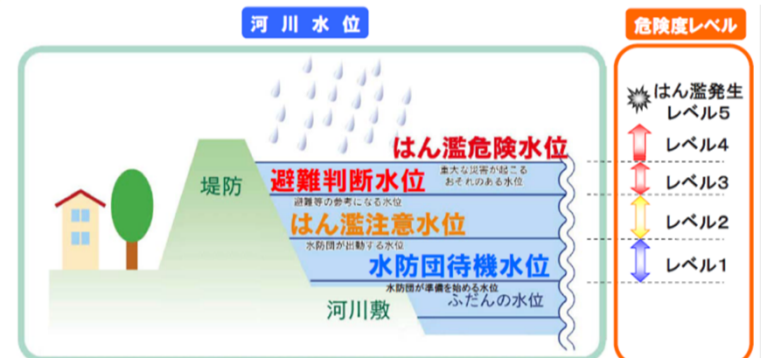 河川水位
危険度レベル
はん濫発生
レベル5
はん濫危険水位
レベル4
重大な災害が起こる
おそれのある水位
避難判断水位
レベル3
堤防
避難等の参考になる水位
はん濫注意水位
レベル2
水防団が出動する水位
水防団待機水位
レベル1
水防団が準備を始める水位
ふだんの水位
河川敷